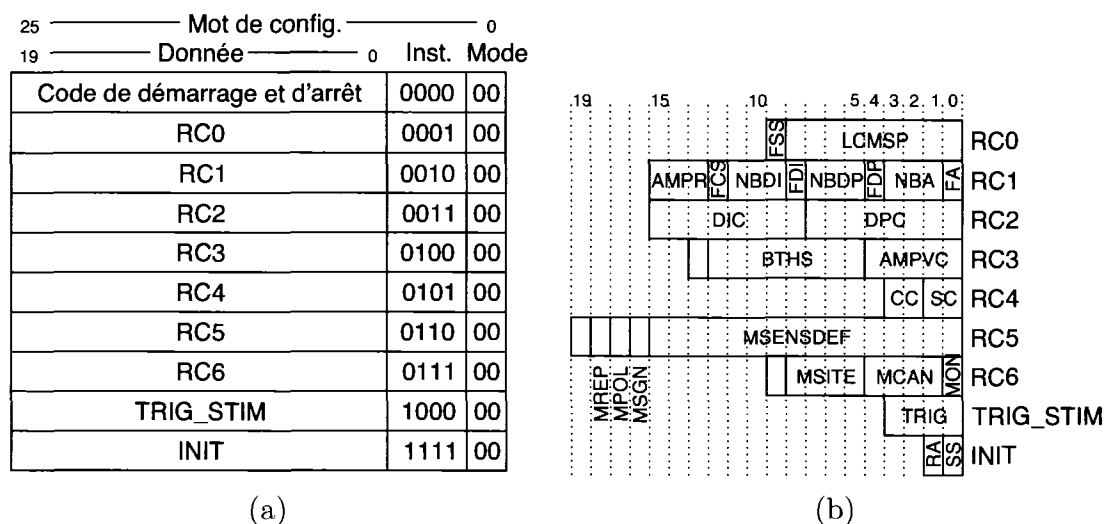 25 Mot de config. 0
19 Donnée 0 Inst. Mode
Code de démarrage et d'arrêt 0000 00
RC0 0001 00
RC1 0010 00
RC2 0011 00
RC3 0100 00
RC4 0101 00
RC5 0110 00
RC6 0111 00
TRIG_STIM 1000 00
INIT 1111 00
(a)
19 15 10 5 4 3 2 1 0
FSS LCMSP RC0
AMPR FCS NBDI FDI NBDP FDP NBA FA RC1
DIC DPC RC2
BTHS AMPVC RC3
CC SC RC4
MSENSDEF RC5
MREP MPOL MSGN MSITE MCAN MON RC6
TRIG TRIG_STIM
RA SS INIT
(b)